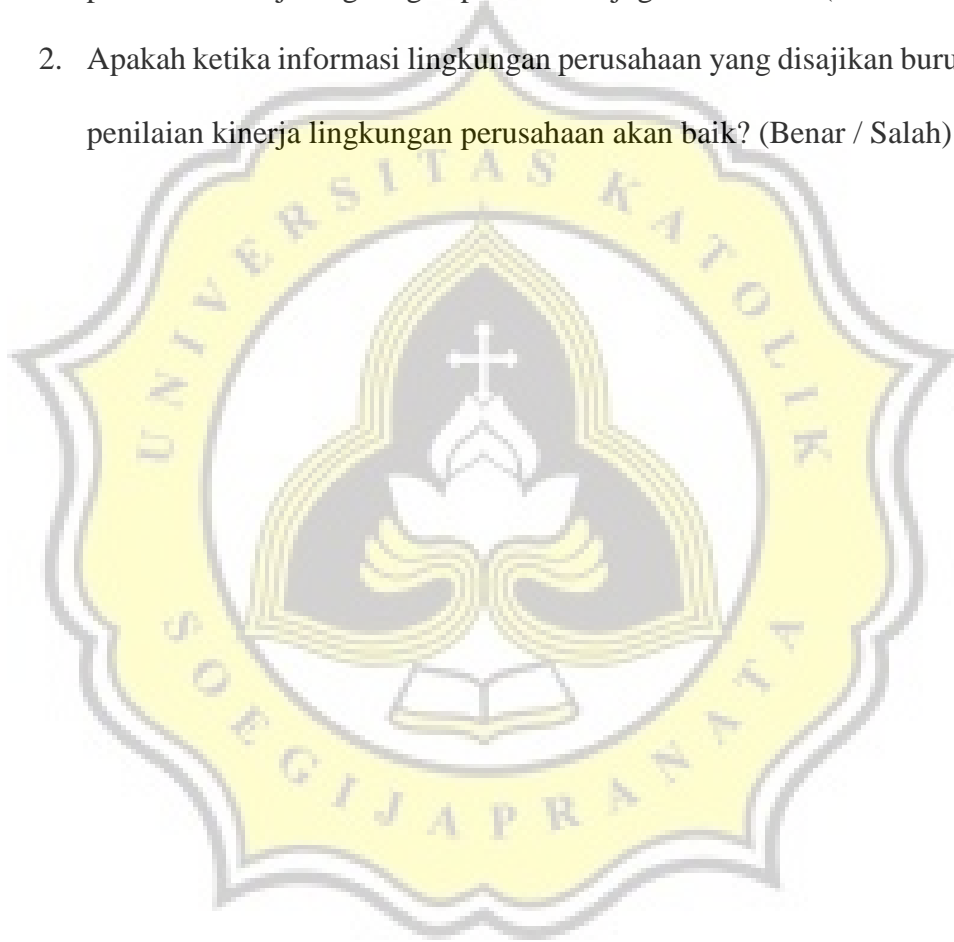 2. Apakah ketika informasi lingkungan perusahaan yang disajikan buru
penilaian kinerja lingkungan perusahaan akan baik? (Benar / Salah)
UNIVERSITAS KATOLIK
SOEGIJAPRANATA